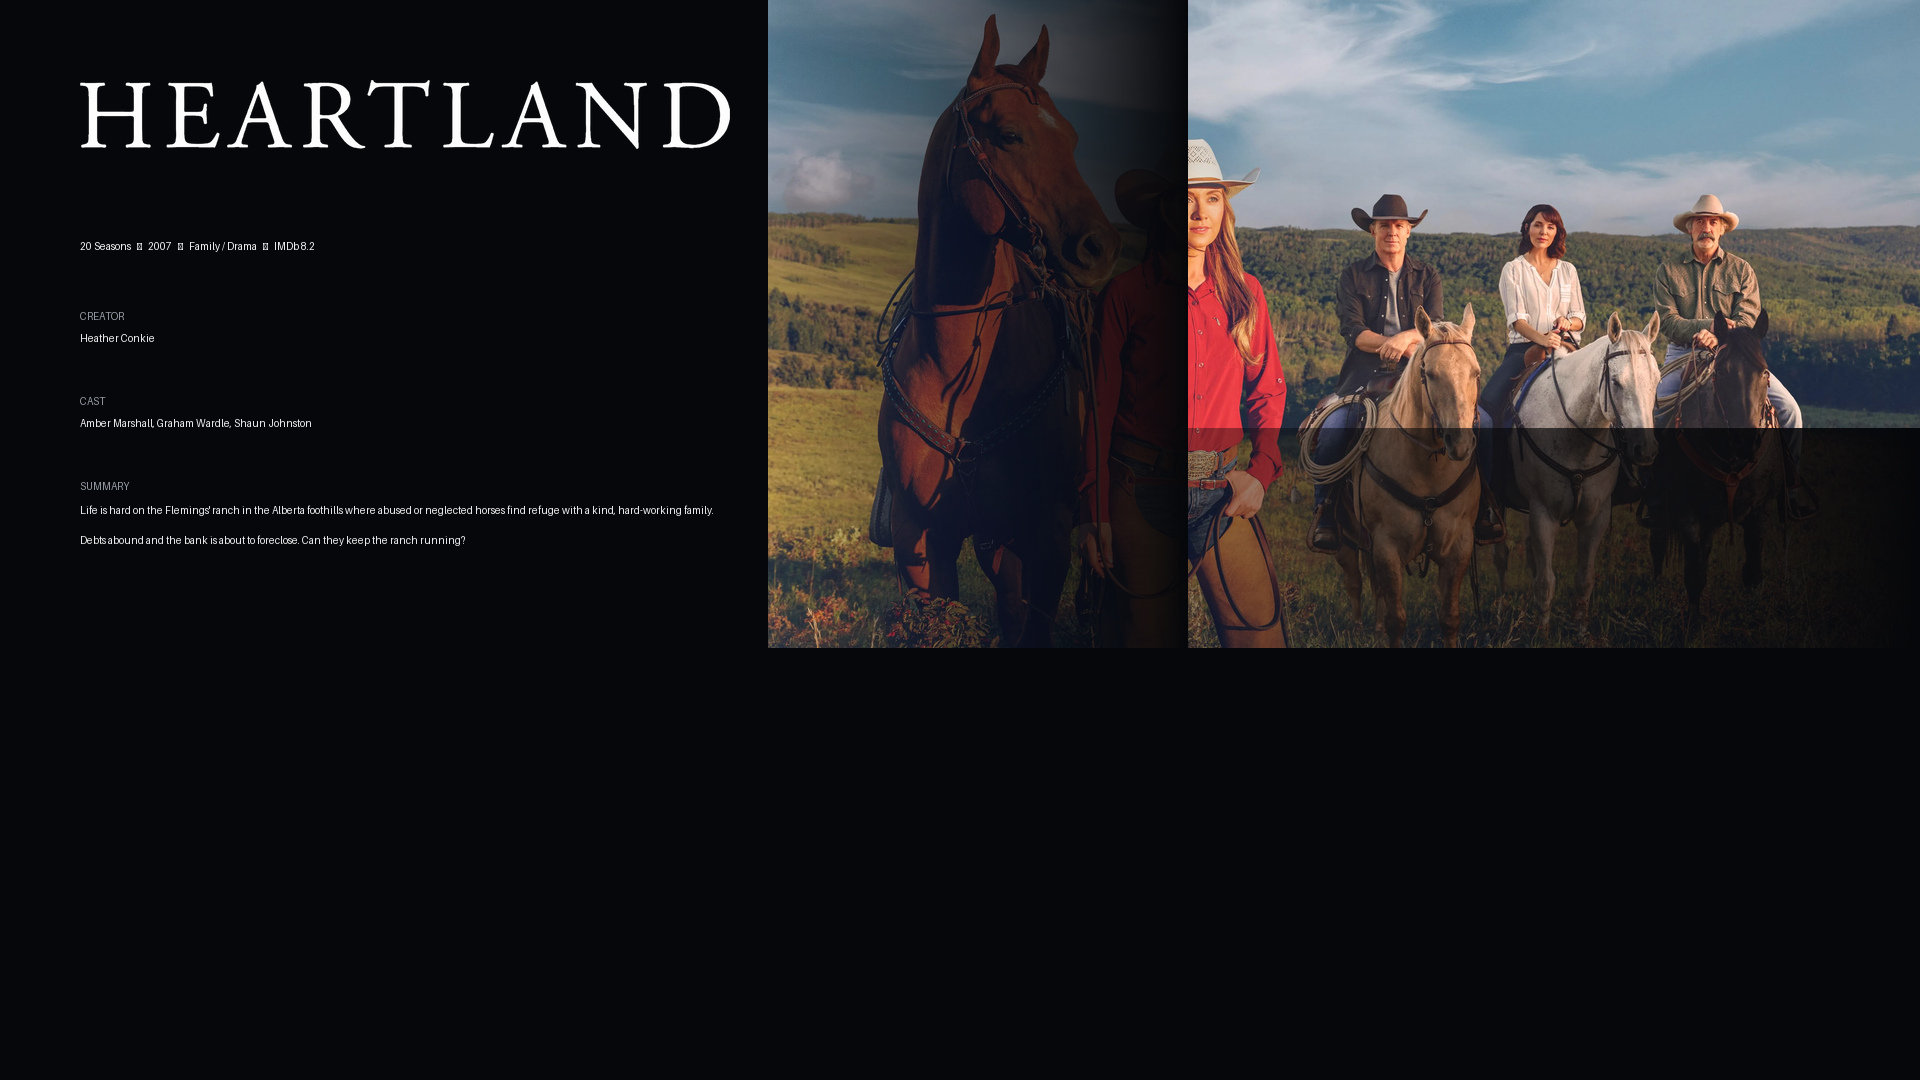 HEARTLAND
20 Seasons ▯ 2007 ▯ Family / Drama ▯ IMDb 8.2
CREATOR
Heather Conkie
CAST
Amber Marshall, Graham Wardle, Shaun Johnston
SUMMARY
Life is hard on the Flemings' ranch in the Alberta foothills where abused or neglected horses find refuge with a kind, hard-working family.
Debts abound and the bank is about to foreclose. Can they keep the ranch running?